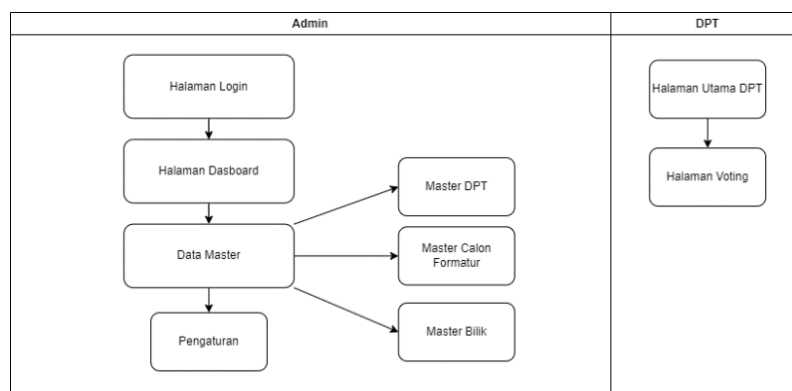 Admin
DPT
Halaman Login
Halaman Utama DPT
Halaman Dasboard
Halaman Voting
Master DPT
Data Master
Master Calon
Formatur
Pengaturan
Master Bilik